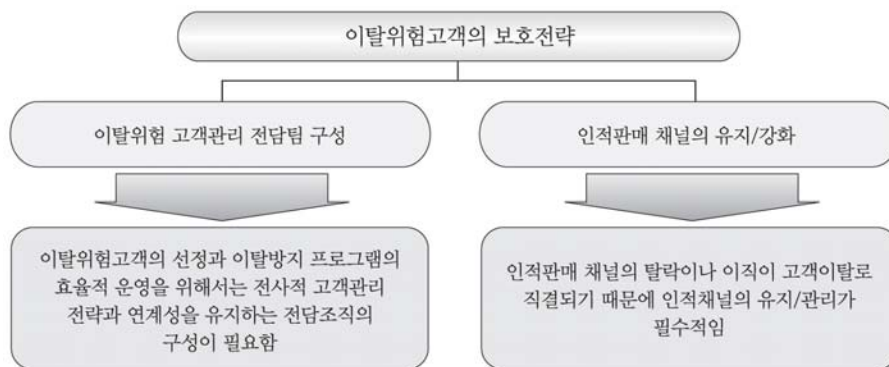 이탈위험고객의 보호전략
이탈위험 고객관리 전담팀 구성
인적판매 채널의 유지/강화
이탈위험고객의 선정과 이탈방지 프로그램의
효율적 운영을 위해서는 전사적 고객관리
전략과 연계성을 유지하는 전담조직의
구성이 필요함
인적판매 채널의 탈락이나 이직이 고객이탈로
직결되기 때문에 인적채널의 유지/관리가
필수적임